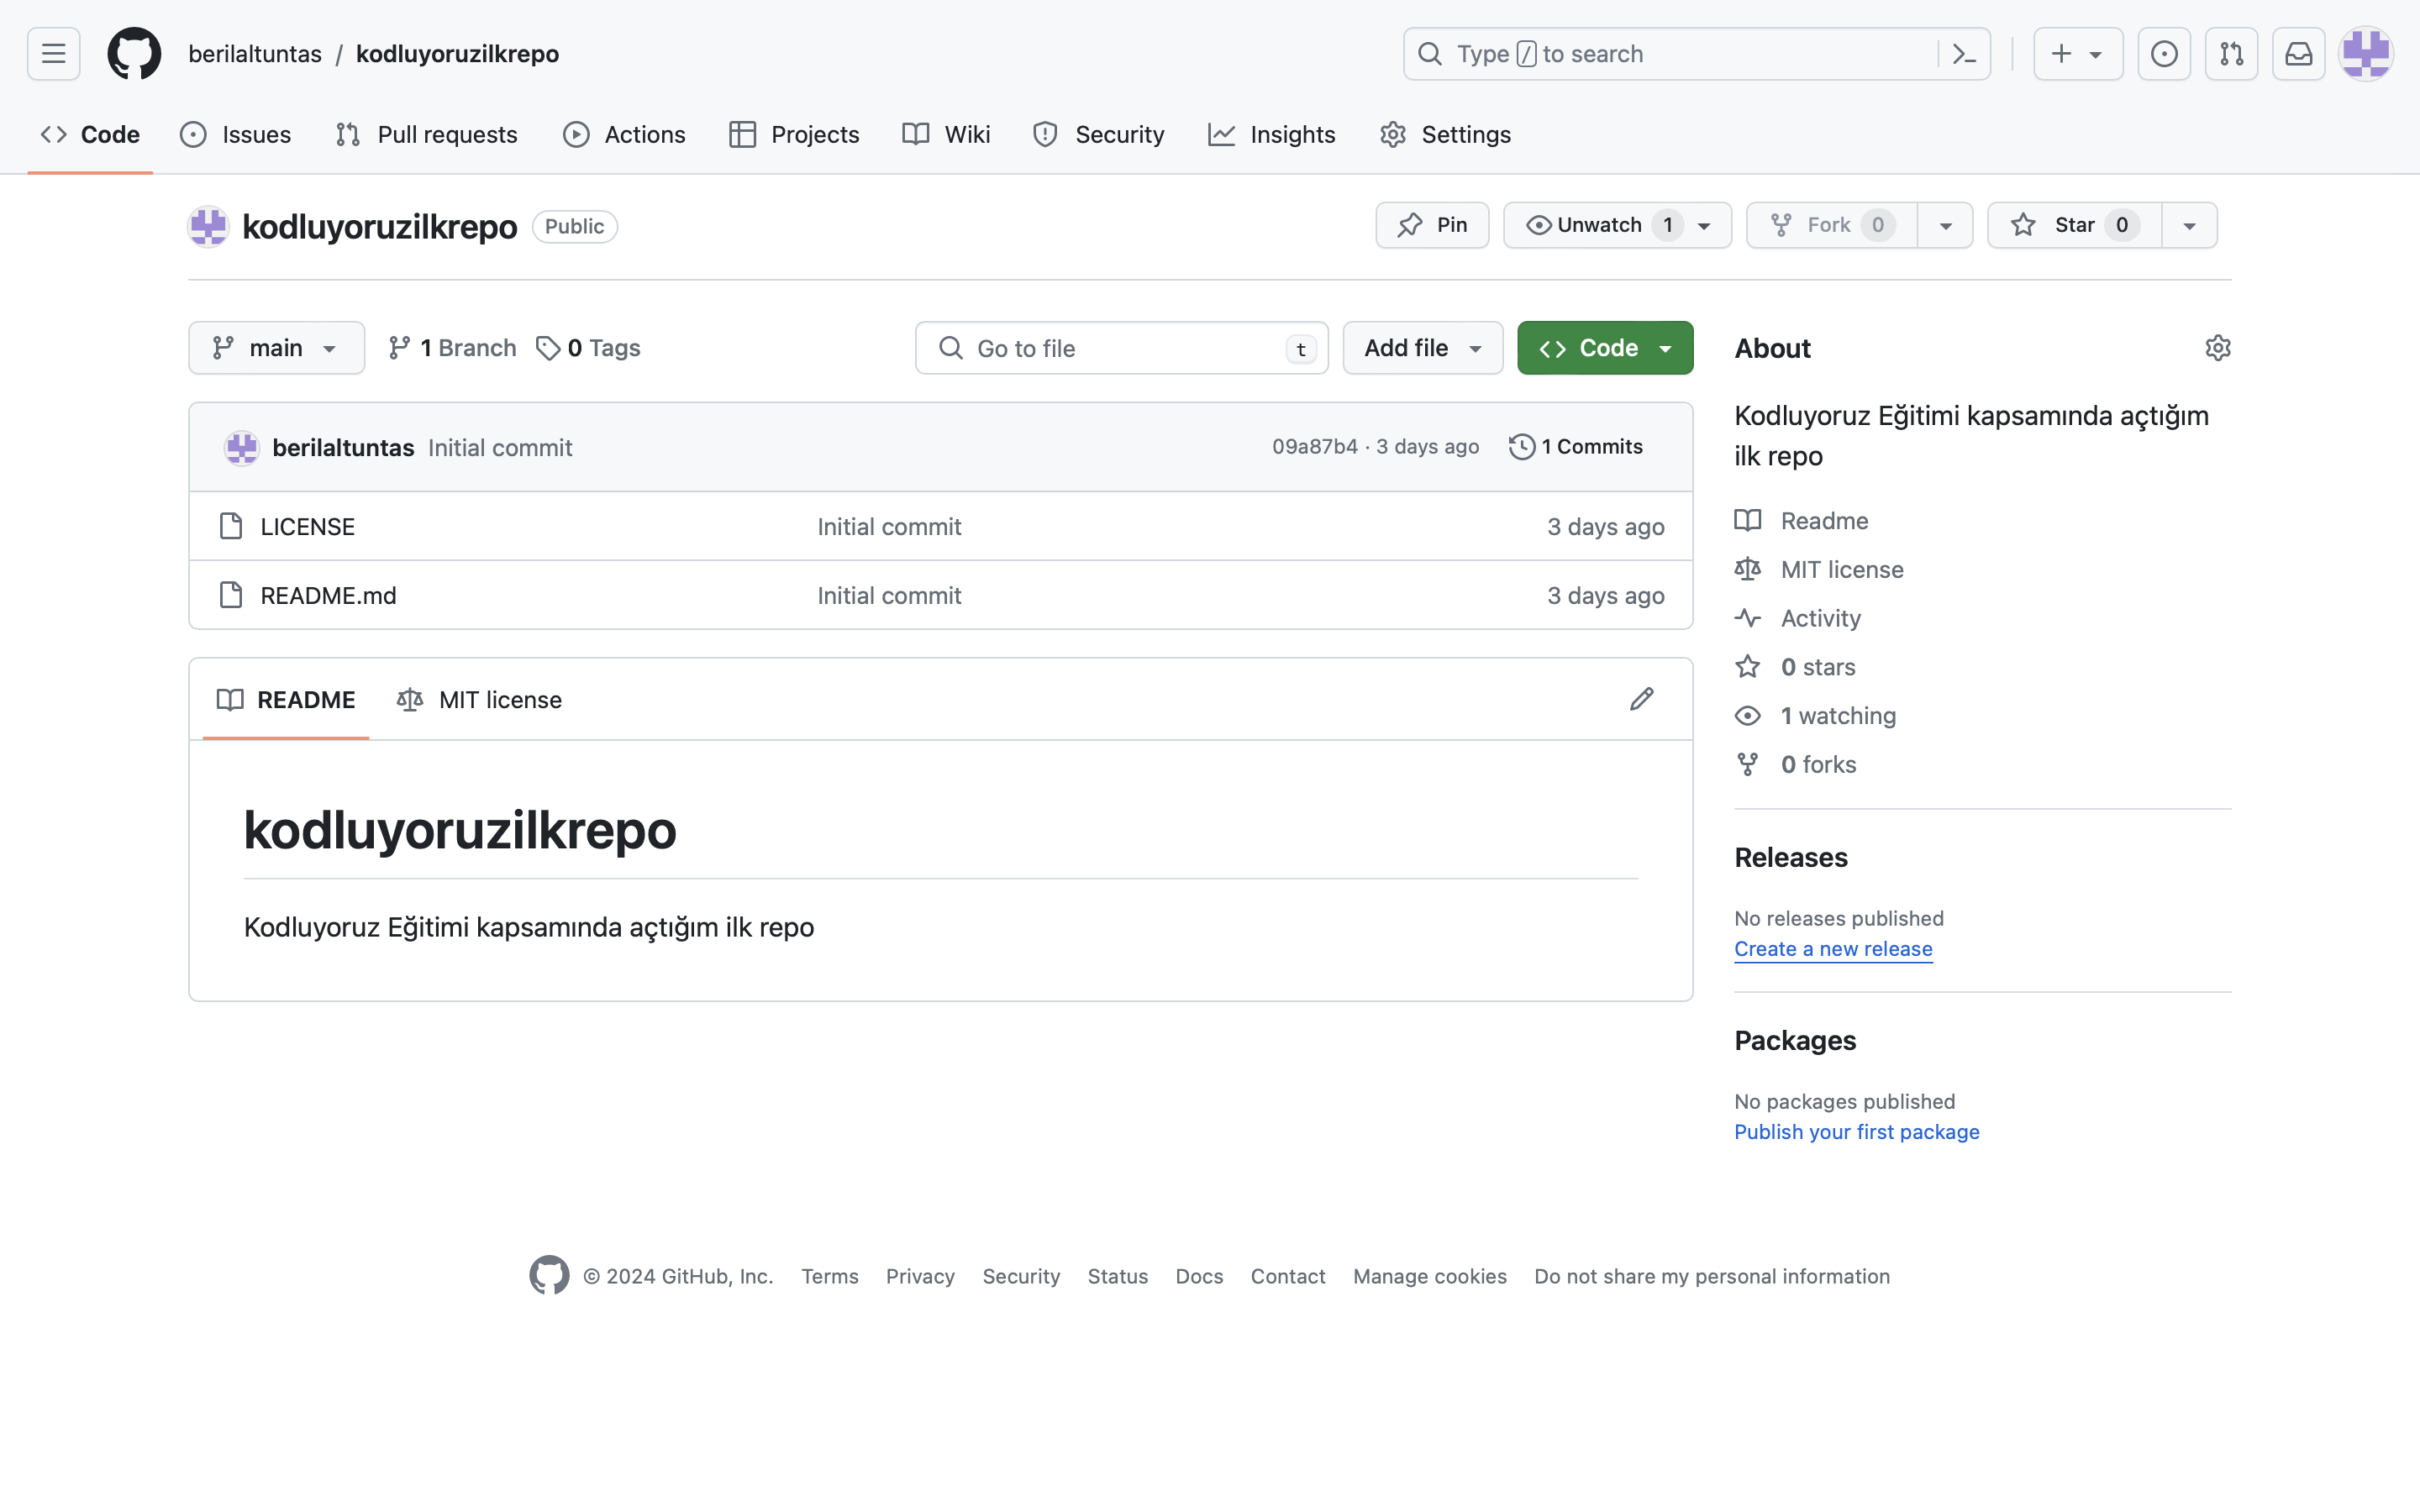 berilaltuntas / kodluyoruzilkrepo
Type / to search
Code Issues Pull requests Actions Projects Wiki Security Insights Settings
kodluyoruzilkrepo Public
Pin Unwatch 1 Fork 0 Star 0
main 1 Branch 0 Tags
Go to file t Add file Code
berilaltuntas Initial commit 09a87b4 · 3 days ago 1 Commits
LICENSE Initial commit 3 days ago
README.md Initial commit 3 days ago
README MIT license
kodluyoruzilkrepo
Kodluyoruz Eğitimi kapsamında açtığım ilk repo
About
Kodluyoruz Eğitimi kapsamında açtığım
ilk repo
Readme
MIT license
Activity
0 stars
1 watching
0 forks
Releases
No releases published
Create a new release
Packages
No packages published
Publish your first package
© 2024 GitHub, Inc. Terms Privacy Security Status Docs Contact Manage cookies Do not share my personal information